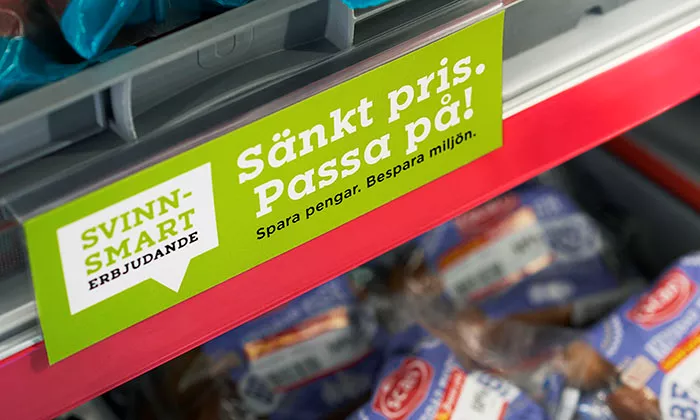 SVINN-
SMART
ERBJUDANDE
Sänkt pris.
Passa på!
Spara pengar. Bespara miljön.